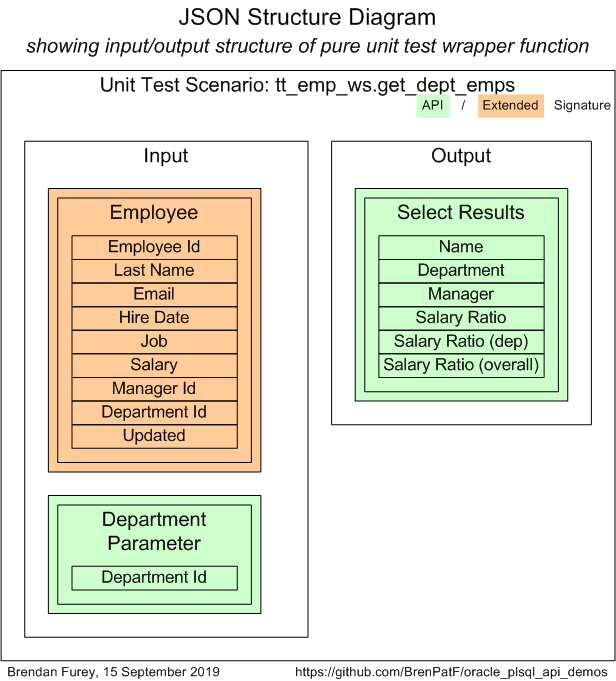 JSON Structure Diagram
showing input/output structure of pure unit test wrapper function
Unit Test Scenario: tt_emp_ws.get_dept_emps
API / Extended Signature
Input
Employee
Employee Id
Last Name
Email
Hire Date
Job
Salary
Manager Id
Department Id
Updated
Department
Parameter
Department Id
Output
Select Results
Name
Department
Manager
Salary Ratio
Salary Ratio (dep)
Salary Ratio (overall)
Brendan Furey, 15 September 2019
https://github.com/BrenPatF/oracle_plsql_api_demos